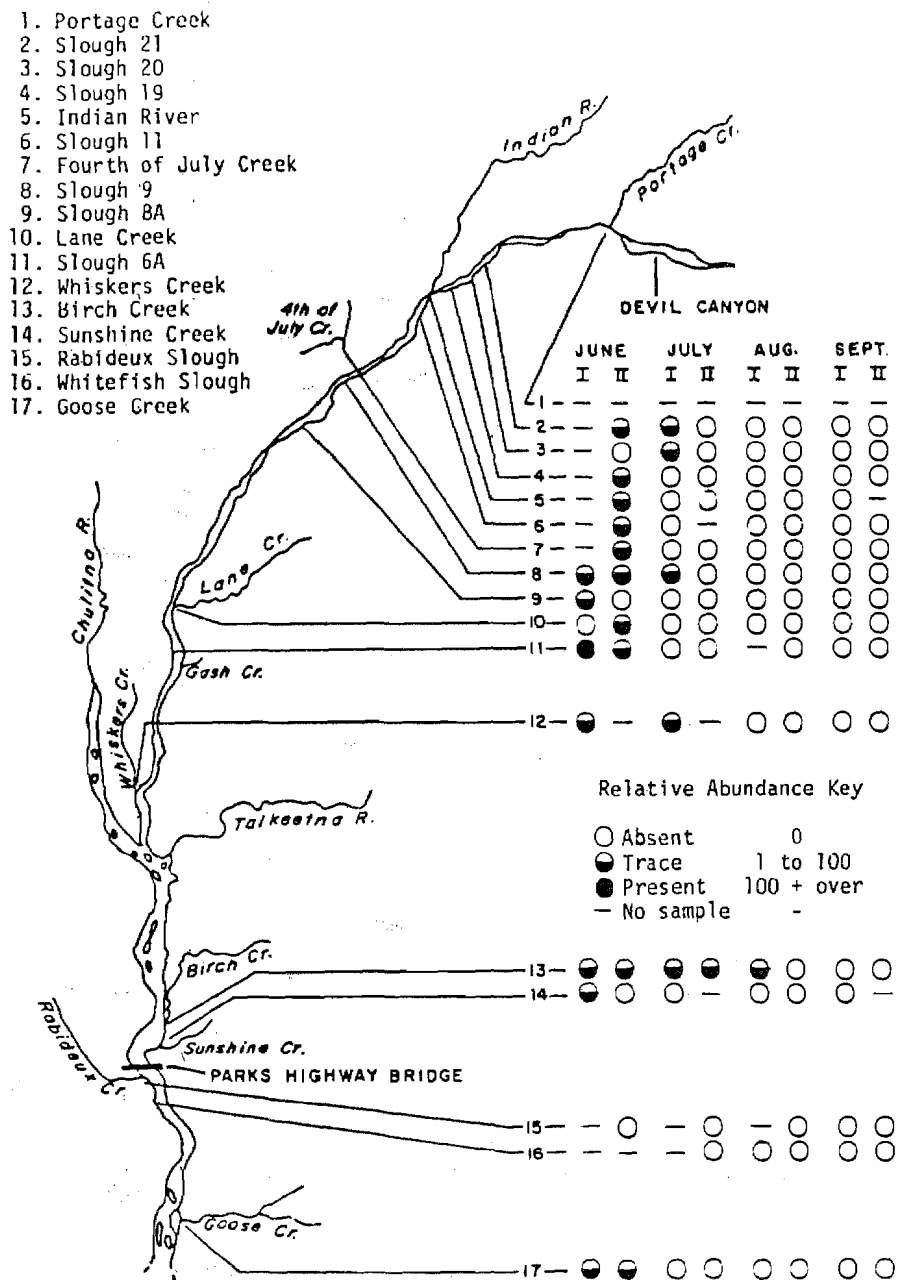 1. Portage Creek
2. Slough 21
3. Slough 20
4. Slough 19
5. Indian River
6. Slough 11
7. Fourth of July Creek
8. Slough 9
9. Slough 8A
10. Lane Creek
11. Slough 6A
12. Whiskers Creek
13. Birch Creek
14. Sunshine Creek
15. Rabideux Slough
16. Whitefish Slough
17. Goose Creek
Indian R.
Portage Cr.
DEVIL CANYON
4th of
July Cr.
JUNE JULY AUG. SEPT.
I II I II I II I II
1 — — — — — — — — —
2 — — ◒ ◒ ○ ○ ○ ○ ○
3 — — ○ ◒ ○ ○ ○ ○ ○
4 — — ◒ ○ ○ ○ ○ ○ ○
5 — — ◒ ○ ○ ○ ○ ○ —
6 — — ◒ ○ — ○ ○ ○ ○
7 — — ◒ ○ ○ ○ ○ ○ ○
8 — ◒ ◒ ◒ ○ ○ ○ ○ ○
9 — ◒ ○ ○ ○ ○ ○ ○ ○
10 — ○ ◒ ○ ○ ○ ○ ○ ○
11 — ● ◒ ○ ○ — ○ ○ ○
Chulitna R.
Lane Cr.
Gash Cr.
Whiskers Cr.
12 — ◒ — ◒ — ○ ○ ○ ○
Talkeetna R.
Relative Abundance Key
○ Absent 0
◒ Trace 1 to 100
● Present 100 + over
— No sample -
Birch Cr.
13 — ◒ ◒ ◒ ◒ ◒ ○ ○ ○
14 — ◒ ○ ○ — ○ ○ ○ —
Rabideux Cr.
Sunshine Cr.
PARKS HIGHWAY BRIDGE
15 — — ○ — ○ — ○ ○ ○
16 — — — — ○ ○ ○ ○ ○
Goose Cr.
17 — ◒ ◒ ○ ○ ○ ○ ○ ○